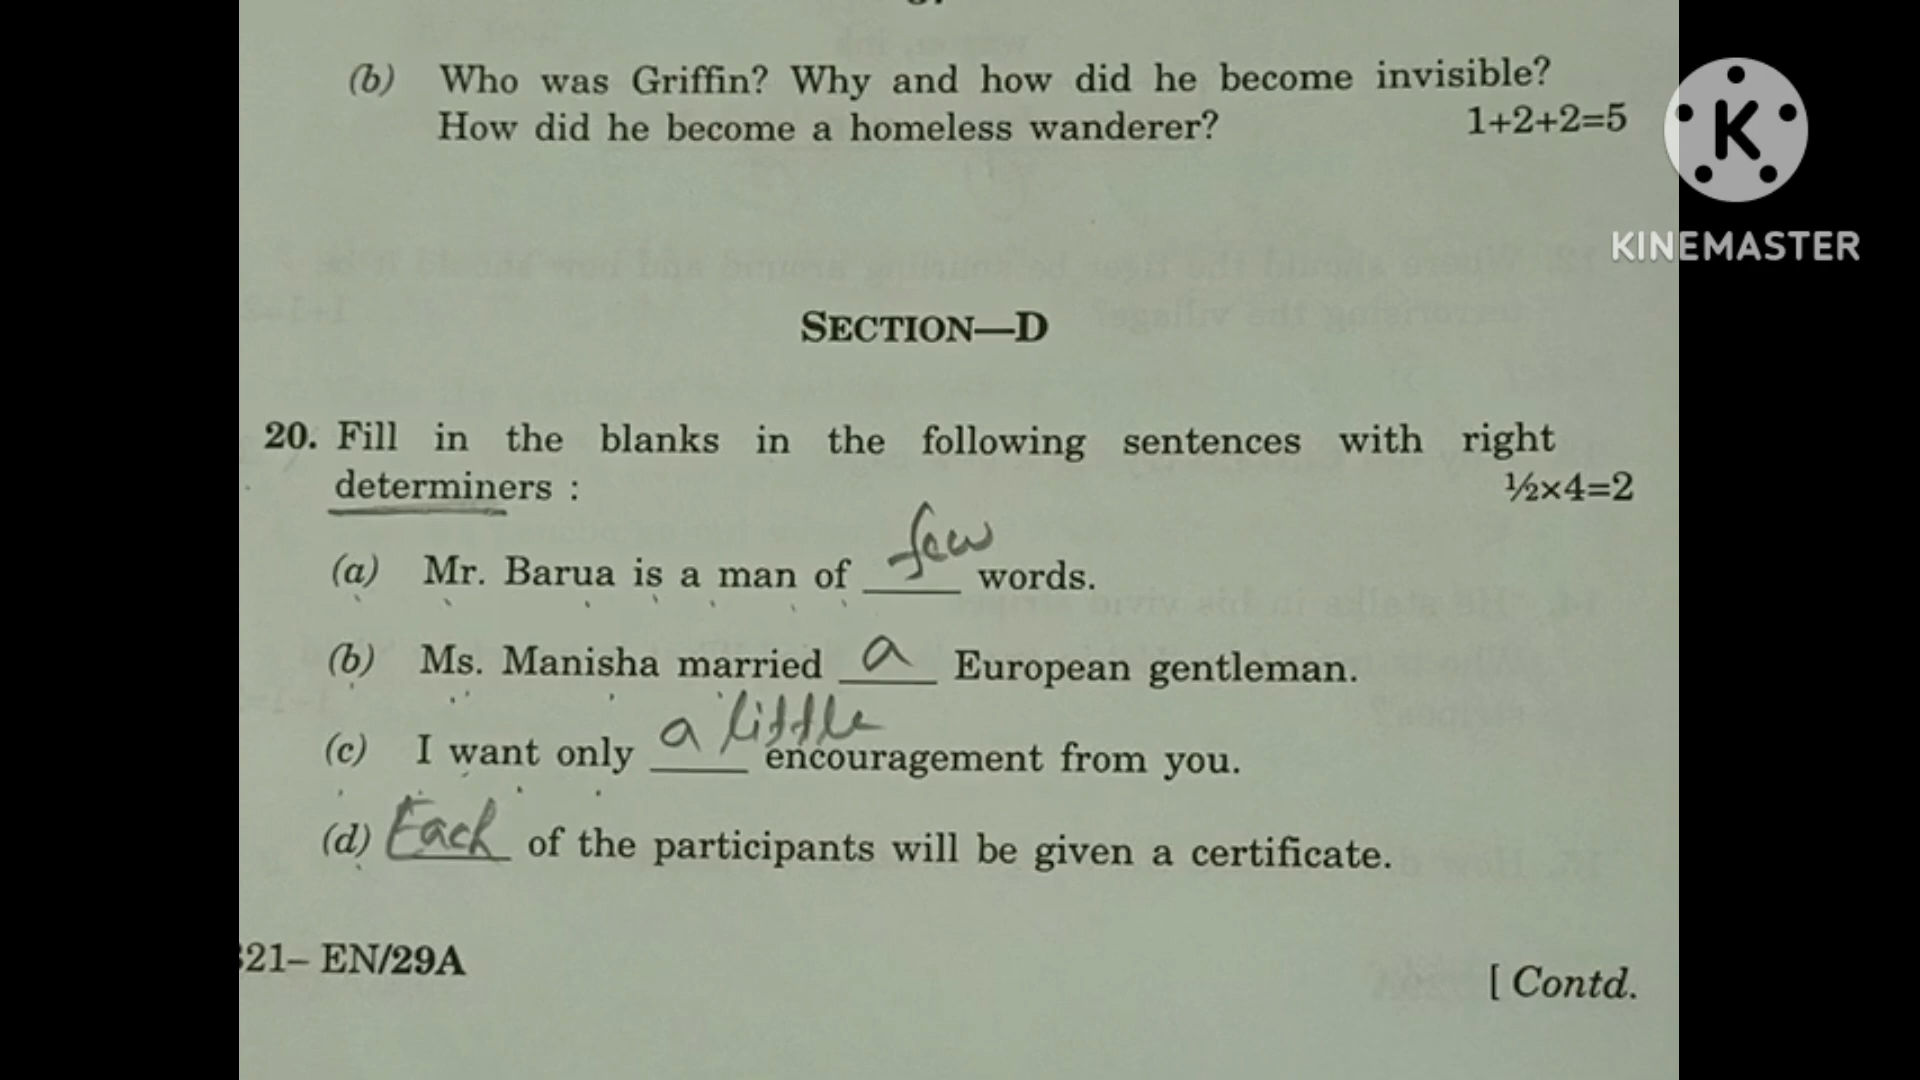 (b) Who was Griffin? Why and how did he become invisible?
How did he become a homeless wanderer? 1+2+2=5
KINEMASTER
SECTION—D
20. Fill in the blanks in the following sentences with right
determiners : ½×4=2
(a) Mr. Barua is a man of few words.
(b) Ms. Manisha married a European gentleman.
(c) I want only a little encouragement from you.
(d) Each of the participants will be given a certificate.
21– EN/29A
[ Contd.